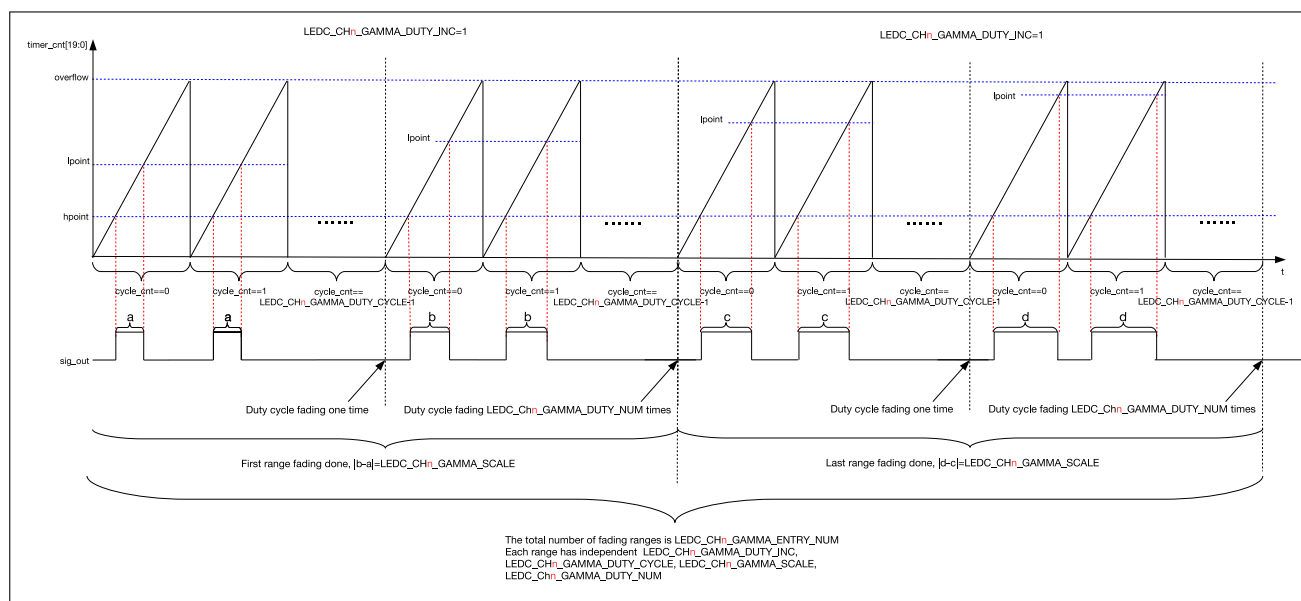 LEDC_CHn_GAMMA_DUTY_INC=1
LEDC_CHn_GAMMA_DUTY_INC=1
timer_cnt[19:0]
overflow
lpoint
lpoint
lpoint
lpoint
hpoint
......
......
......
......
t
cycle_cnt==0
cycle_cnt==1
cycle_cnt==
LEDC_CHn_GAMMA_DUTY_CYCLE-1
cycle_cnt==0
cycle_cnt==1
cycle_cnt==
LEDC_CHn_GAMMA_DUTY_CYCLE-1
cycle_cnt==0
cycle_cnt==1
cycle_cnt==
LEDC_CHn_GAMMA_DUTY_CYCLE-1
cycle_cnt==0
cycle_cnt==1
cycle_cnt==
LEDC_CHn_GAMMA_DUTY_CYCLE-1
a
a
b
b
c
c
d
d
sig_out
Duty cycle fading one time
Duty cycle fading LEDC_Chn_GAMMA_DUTY_NUM times
Duty cycle fading one time
Duty cycle fading LEDC_Chn_GAMMA_DUTY_NUM times
First range fading done, |b-a|=LEDC_CHn_GAMMA_SCALE
Last range fading done, |d-c|=LEDC_CHn_GAMMA_SCALE
The total number of fading ranges is LEDC_CHn_GAMMA_ENTRY_NUM
Each range has independent LEDC_CHn_GAMMA_DUTY_INC,
LEDC_CHn_GAMMA_DUTY_CYCLE, LEDC_CHn_GAMMA_SCALE,
LEDC_Chn_GAMMA_DUTY_NUM